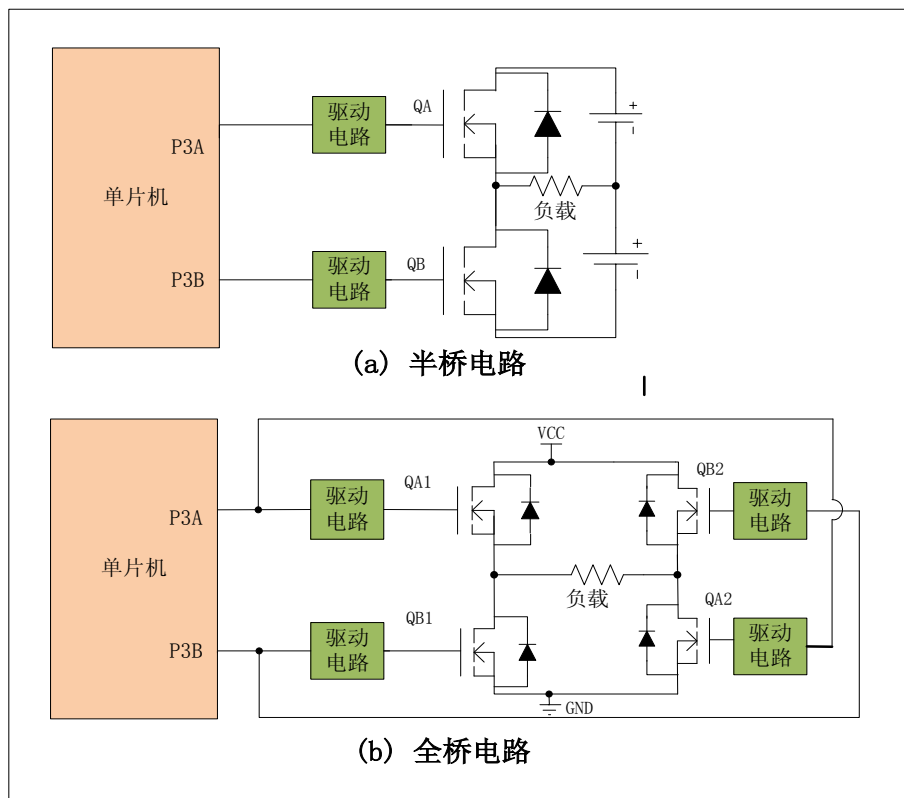 驱动
电路
QA
+
-
P3A
单片机
负载
P3B
驱动
电路
QB
+
-
(a) 半桥电路
VCC
QA1
驱动
电路
QB2
驱动
电路
P3A
单片机
负载
QA2
QB1
驱动
电路
驱动
电路
P3B
GND
(b) 全桥电路